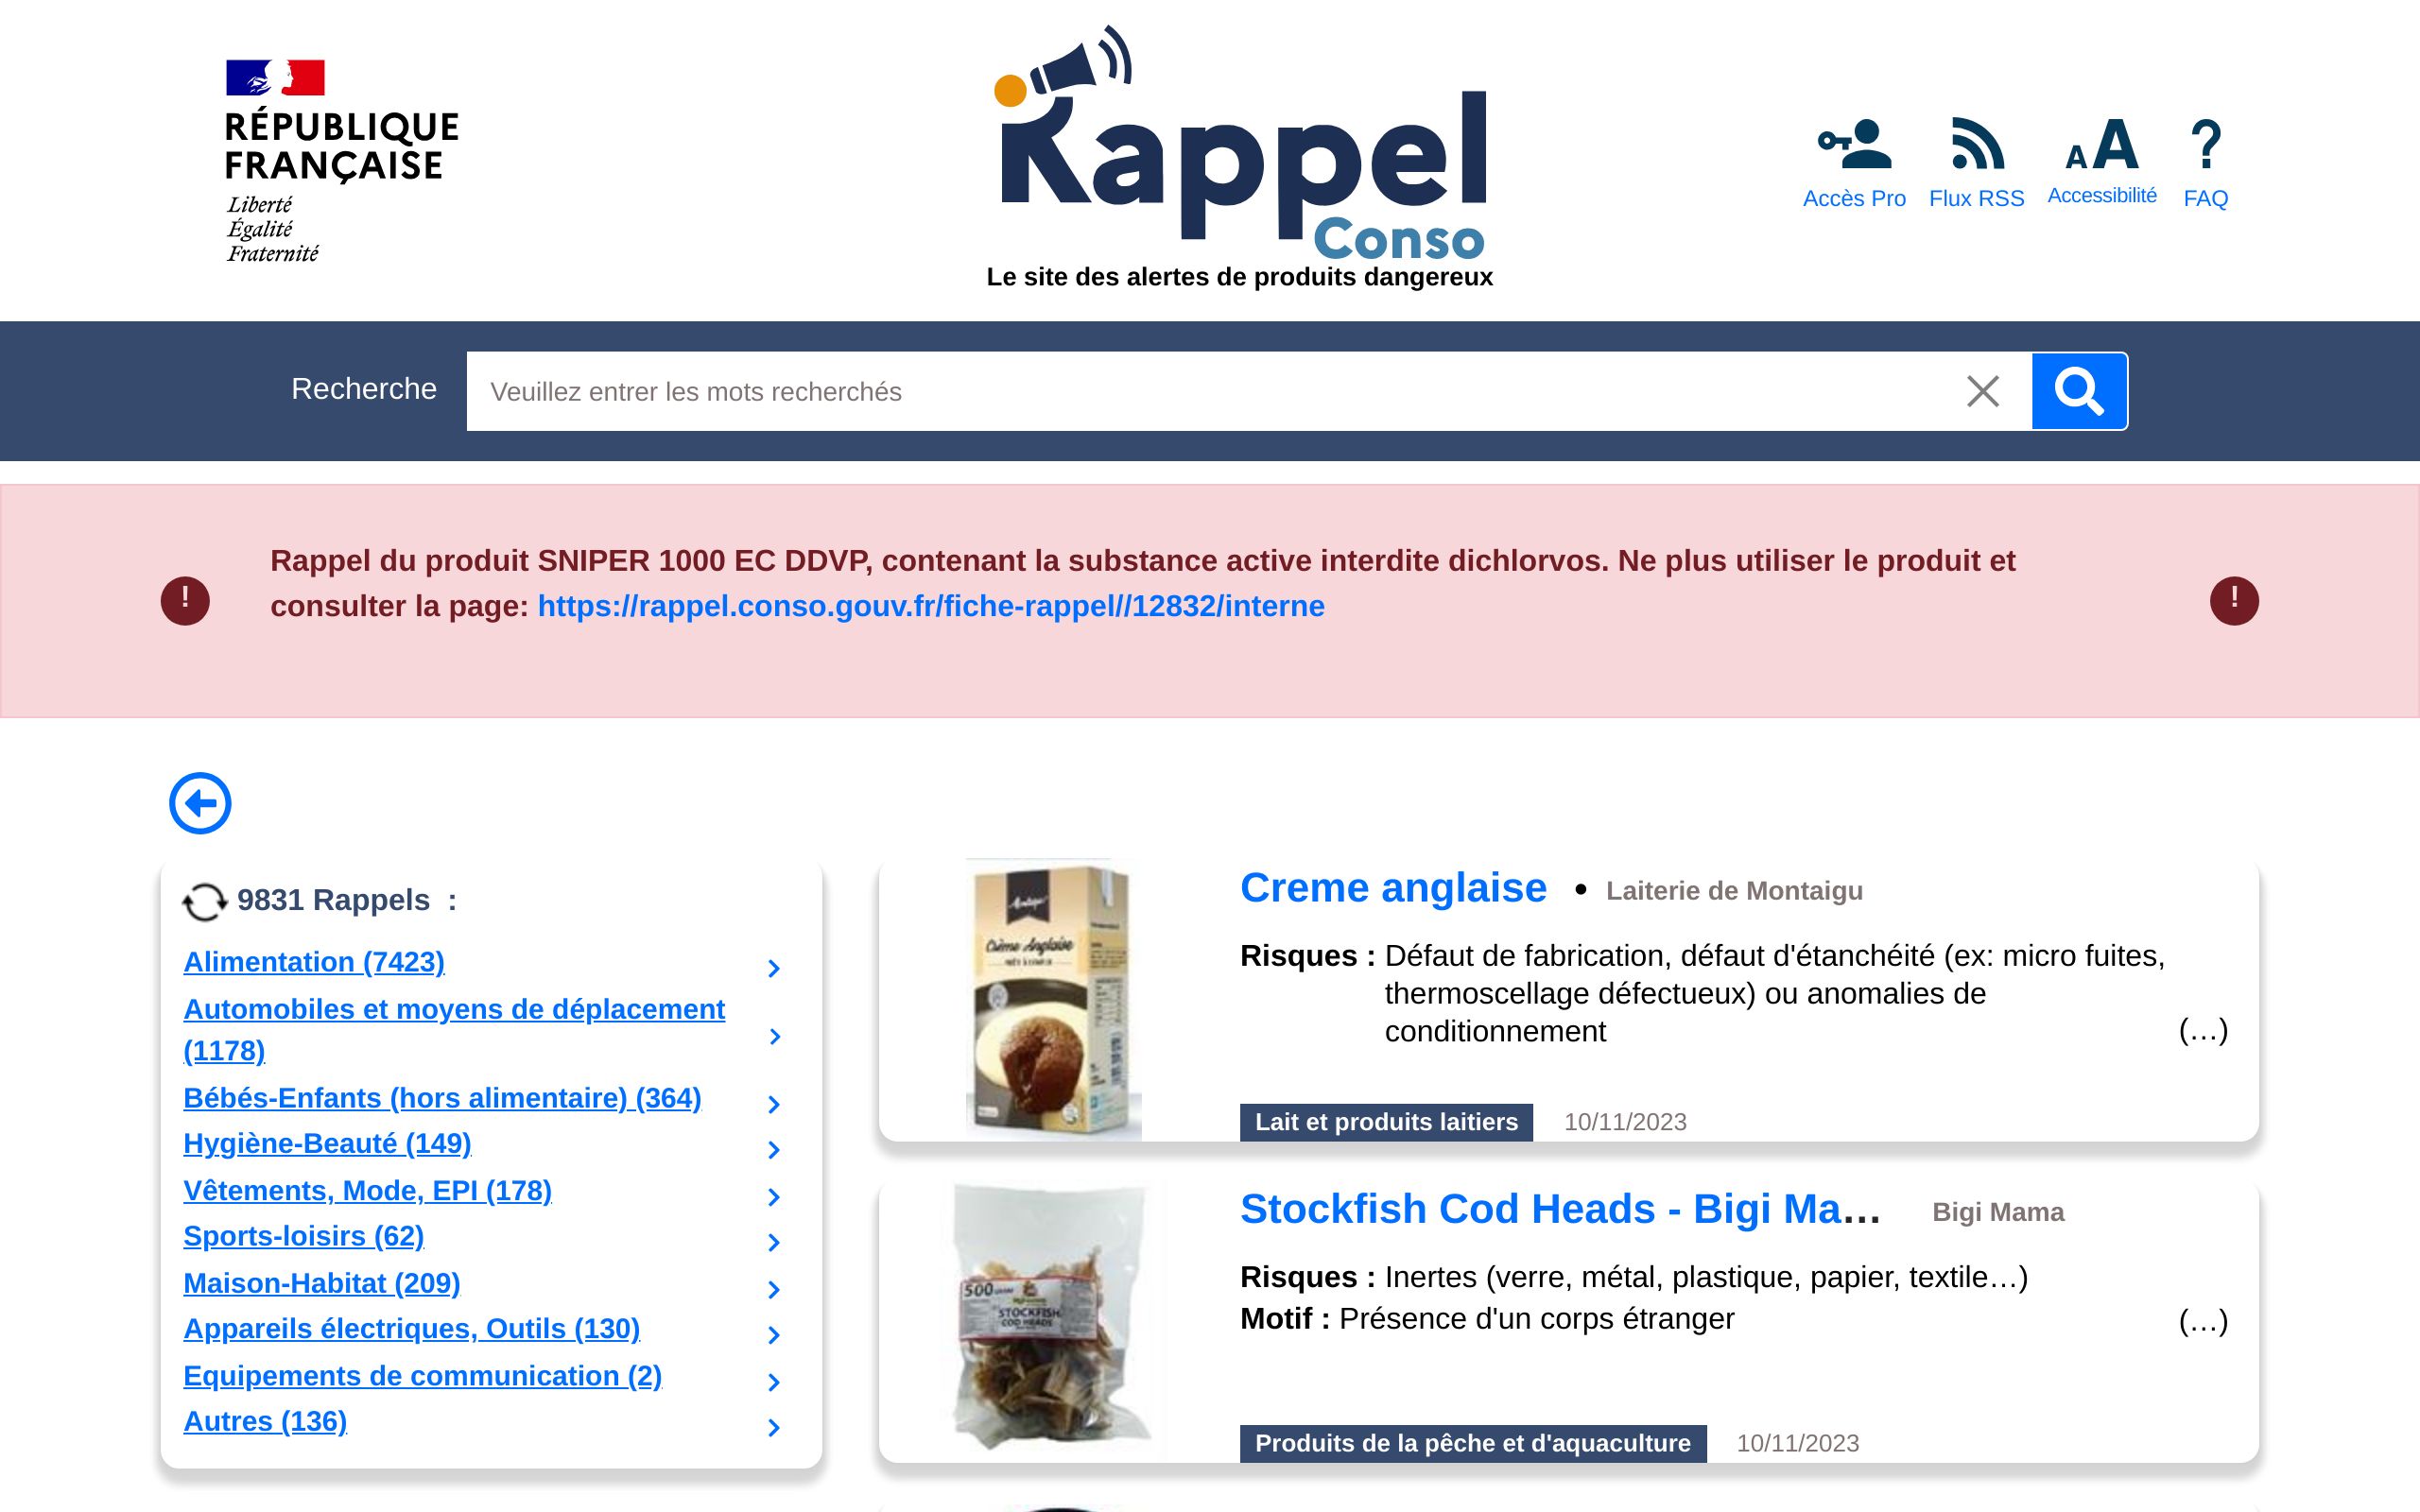 RÉPUBLIQUE
FRANÇAISE
Liberté
Égalité
Fraternité
Rappel
Conso
Le site des alertes de produits dangereux
Accès Pro
Flux RSS
Accessibilité
FAQ
Recherche
Veuillez entrer les mots recherchés
Rappel du produit SNIPER 1000 EC DDVP, contenant la substance active interdite dichlorvos. Ne plus utiliser le produit et
consulter la page: https://rappel.conso.gouv.fr/fiche-rappel//12832/interne
9831 Rappels :
Alimentation (7423)
Automobiles et moyens de déplacement
(1178)
Bébés-Enfants (hors alimentaire) (364)
Hygiène-Beauté (149)
Vêtements, Mode, EPI (178)
Sports-loisirs (62)
Maison-Habitat (209)
Appareils électriques, Outils (130)
Equipements de communication (2)
Autres (136)
Crème Anglaise
Creme anglaise • Laiterie de Montaigu
Risques : Défaut de fabrication, défaut d'étanchéité (ex: micro fuites,
thermoscellage défectueux) ou anomalies de
conditionnement
(…)
Lait et produits laitiers 10/11/2023
500
STOCKFISH
COD HEADS
Stockfish Cod Heads - Bigi Ma… Bigi Mama
Risques : Inertes (verre, métal, plastique, papier, textile…)
Motif : Présence d'un corps étranger
(…)
Produits de la pêche et d'aquaculture 10/11/2023